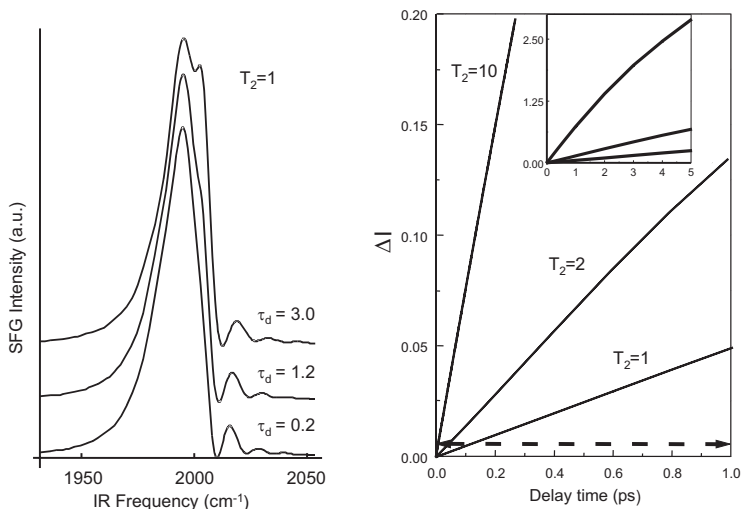 SFG Intensity (a.u.)
T₂=1
τd = 3.0
τd = 1.2
τd = 0.2
1950 2000 2050
IR Frequency (cm⁻¹)
ΔI
0.20
0.15
0.10
0.05
0.00
T₂=10
T₂=2
T₂=1
2.50
1.25
0.00
0 1 2 3 4 5
0.0 0.2 0.4 0.6 0.8 1.0
Delay time (ps)